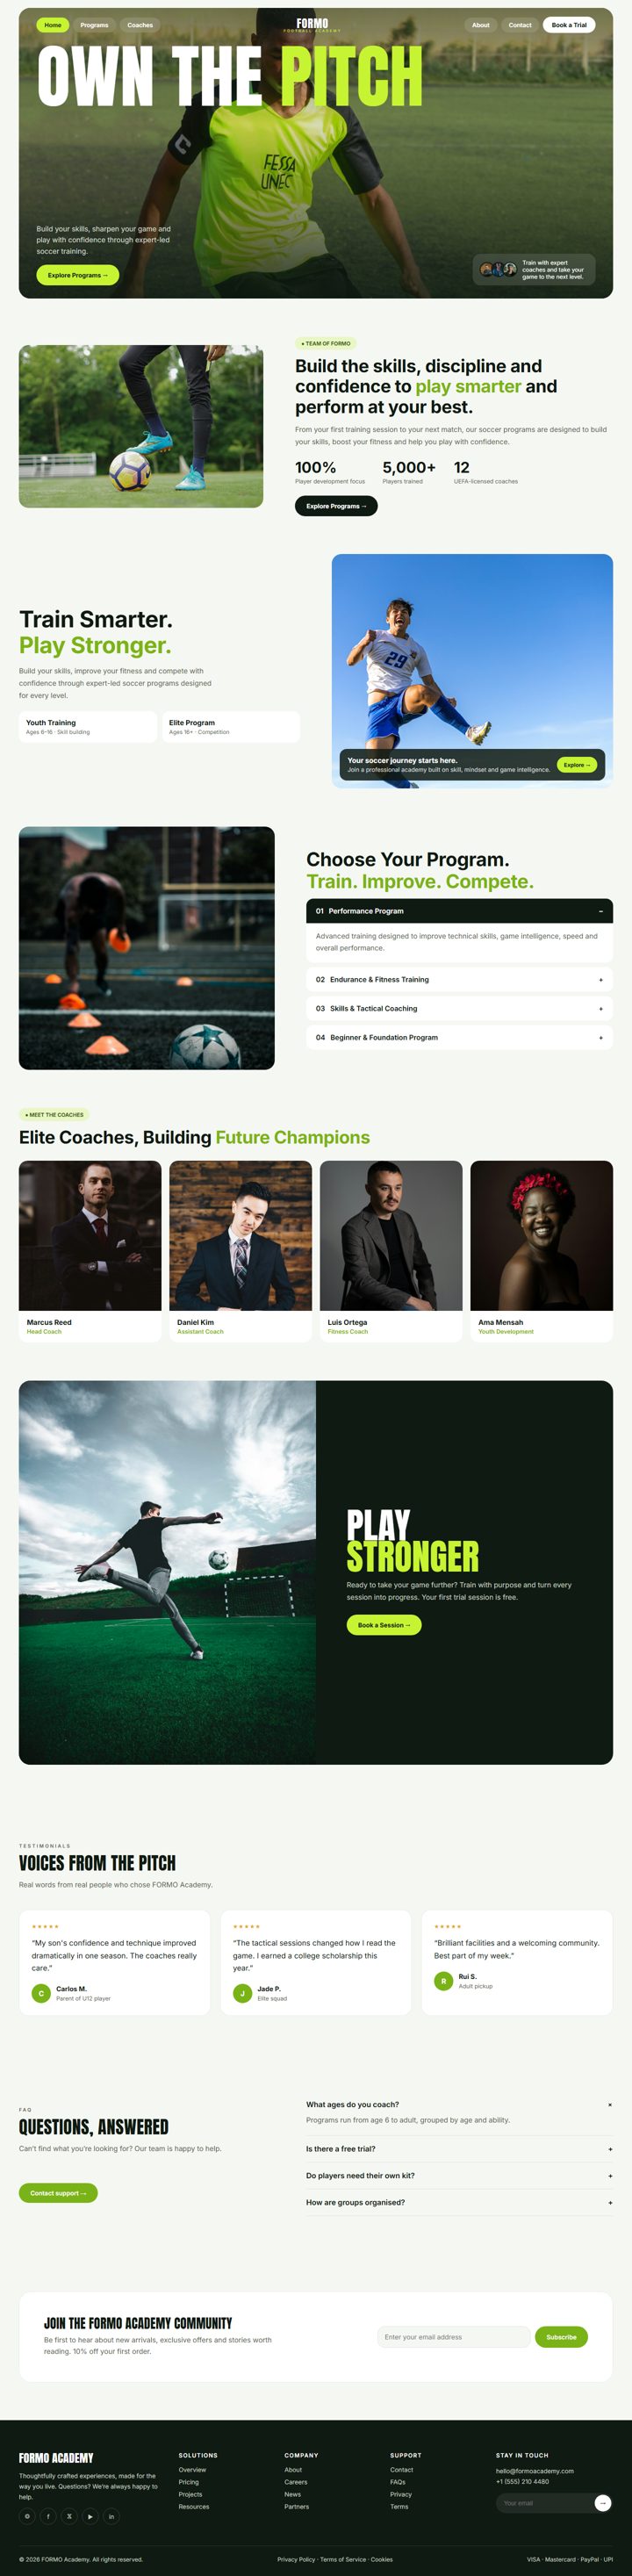 Home
Programs
Coaches
FORMO
FOOTBALL ACADEMY
About
Contact
Book a Trial
OWN THE PITCH
FESSA
UNEC
Build your skills, sharpen your game and
play with confidence through expert-led
soccer training.
Explore Programs →
Train with expert
coaches and take your
game to the next level.
• TEAM OF FORMO
Build the skills, discipline and
confidence to play smarter and
perform at your best.
From your first training session to your next match, our soccer programs are designed to build
your skills, boost your fitness and help you play with confidence.
100%
Player development focus
5,000+
Players trained
12
UEFA-licensed coaches
Explore Programs →
Train Smarter.
Play Stronger.
Build your skills, improve your fitness and compete with
confidence through expert-led soccer programs designed
for every level.
Youth Training
Ages 6–16 · Skill building
Elite Program
Ages 16+ · Competition
29
Your soccer journey starts here.
Join a professional academy built on skill, mindset and game intelligence.
Explore →
Choose Your Program.
Train. Improve. Compete.
01 Performance Program –
Advanced training designed to improve technical skills, game intelligence, speed and
overall performance.
02 Endurance & Fitness Training +
03 Skills & Tactical Coaching +
04 Beginner & Foundation Program +
• MEET THE COACHES
Elite Coaches, Building Future Champions
Marcus Reed
Head Coach
Daniel Kim
Assistant Coach
Luis Ortega
Fitness Coach
Ama Mensah
Youth Development
PLAY
STRONGER
Ready to take your game further? Train with purpose and turn every
session into progress. Your first trial session is free.
Book a Session →
TESTIMONIALS
VOICES FROM THE PITCH
Real words from real people who chose FORMO Academy.
★★★★★
“My son's confidence and technique improved
dramatically in one season. The coaches really
care.”
C
Carlos M.
Parent of U12 player
★★★★★
“The tactical sessions changed how I read the
game. I earned a college scholarship this
year.”
J
Jade P.
Elite squad
★★★★★
“Brilliant facilities and a welcoming community.
Best part of my week.”
R
Rui S.
Adult pickup
FAQ
QUESTIONS, ANSWERED
Can't find what you're looking for? Our team is happy to help.
Contact support →
What ages do you coach? ×
Programs run from age 6 to adult, grouped by age and ability.
Is there a free trial? +
Do players need their own kit? +
How are groups organised? +
JOIN THE FORMO ACADEMY COMMUNITY
Be first to hear about new arrivals, exclusive offers and stories worth
reading. 10% off your first order.
Enter your email address
Subscribe
FORMO ACADEMY
Thoughtfully crafted experiences, made for the
way you live. Questions? We're always happy to
help.
f
X
in
SOLUTIONS
Overview
Pricing
Projects
Resources
COMPANY
About
Careers
News
Partners
SUPPORT
Contact
FAQs
Privacy
Terms
STAY IN TOUCH
hello@formoacademy.com
+1 (555) 210 4480
Your email →
© 2026 FORMO Academy. All rights reserved.
Privacy Policy · Terms of Service · Cookies
VISA · Mastercard · PayPal · UPI